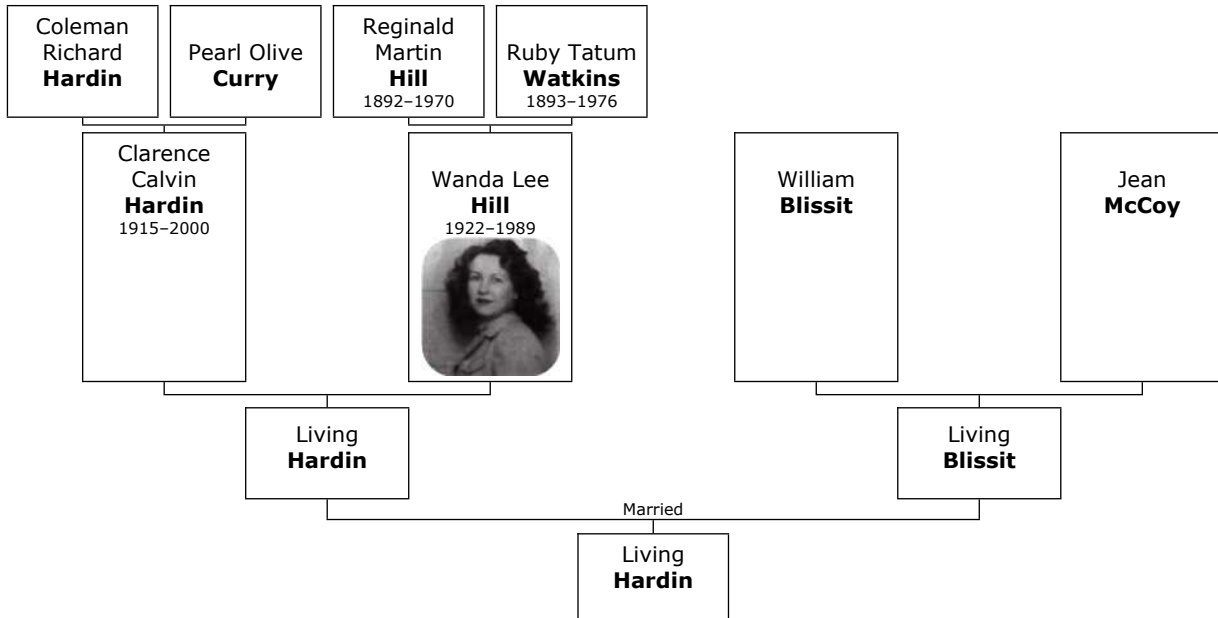 Coleman
Richard
Hardin
Pearl Olive
Curry
Reginald
Martin
Hill
1892–1970
Ruby Tatum
Watkins
1893–1976
Clarence
Calvin
Hardin
1915–2000
Wanda Lee
Hill
1922–1989
William
Blissit
Jean
McCoy
Living
Hardin
Living
Blissit
Married
Living
Hardin